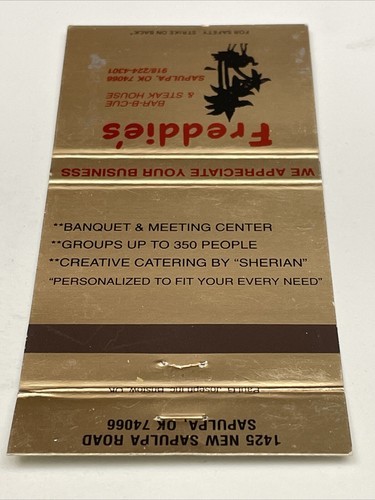 FOR SAFETY, STRIKE ON BACK
Freddie's
BAR-B-CUE
& STEAK HOUSE
SAPULPA, OK 74066
918/224-4301
WE APPRECIATE YOUR BUSINESS
**BANQUET & MEETING CENTER
**GROUPS UP TO 350 PEOPLE
**CREATIVE CATERING BY "SHERIAN"
"PERSONALIZED TO FIT YOUR EVERY NEED"
1425 NEW SAPULPA ROAD
SAPULPA, OK 74066